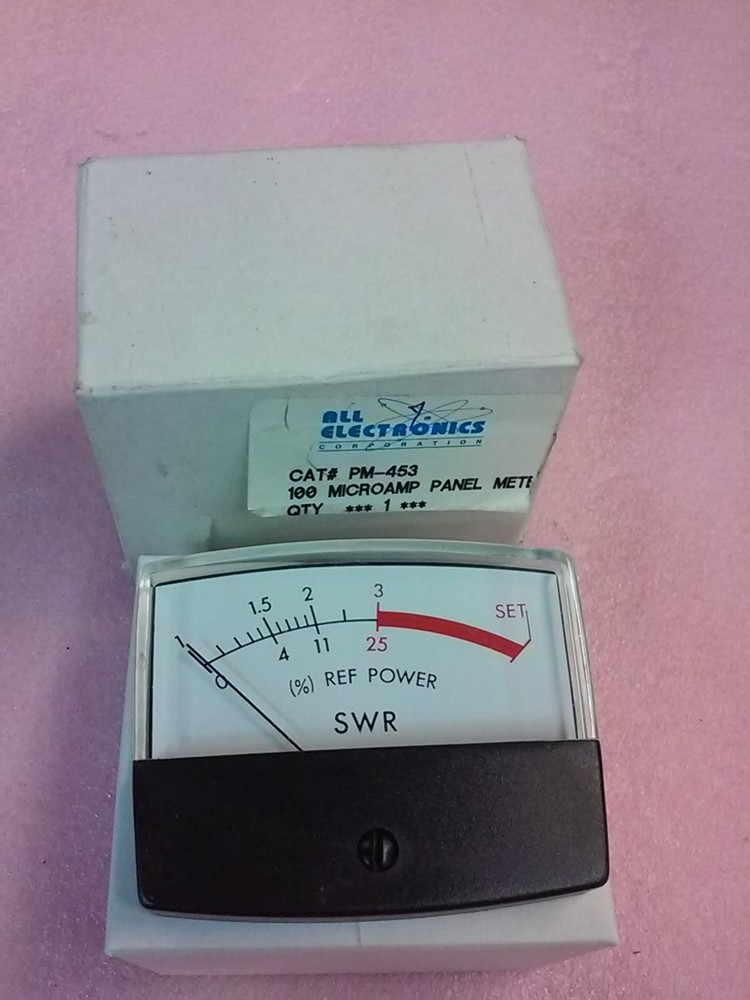 ALL
ELECTRONICS
CORPORATION
CAT# PM-453
100 MICROAMP PANEL
QTY *** 1 ***
1 1.5 2 3 SET
0 4 11 25
(%) REF POWER
SWR